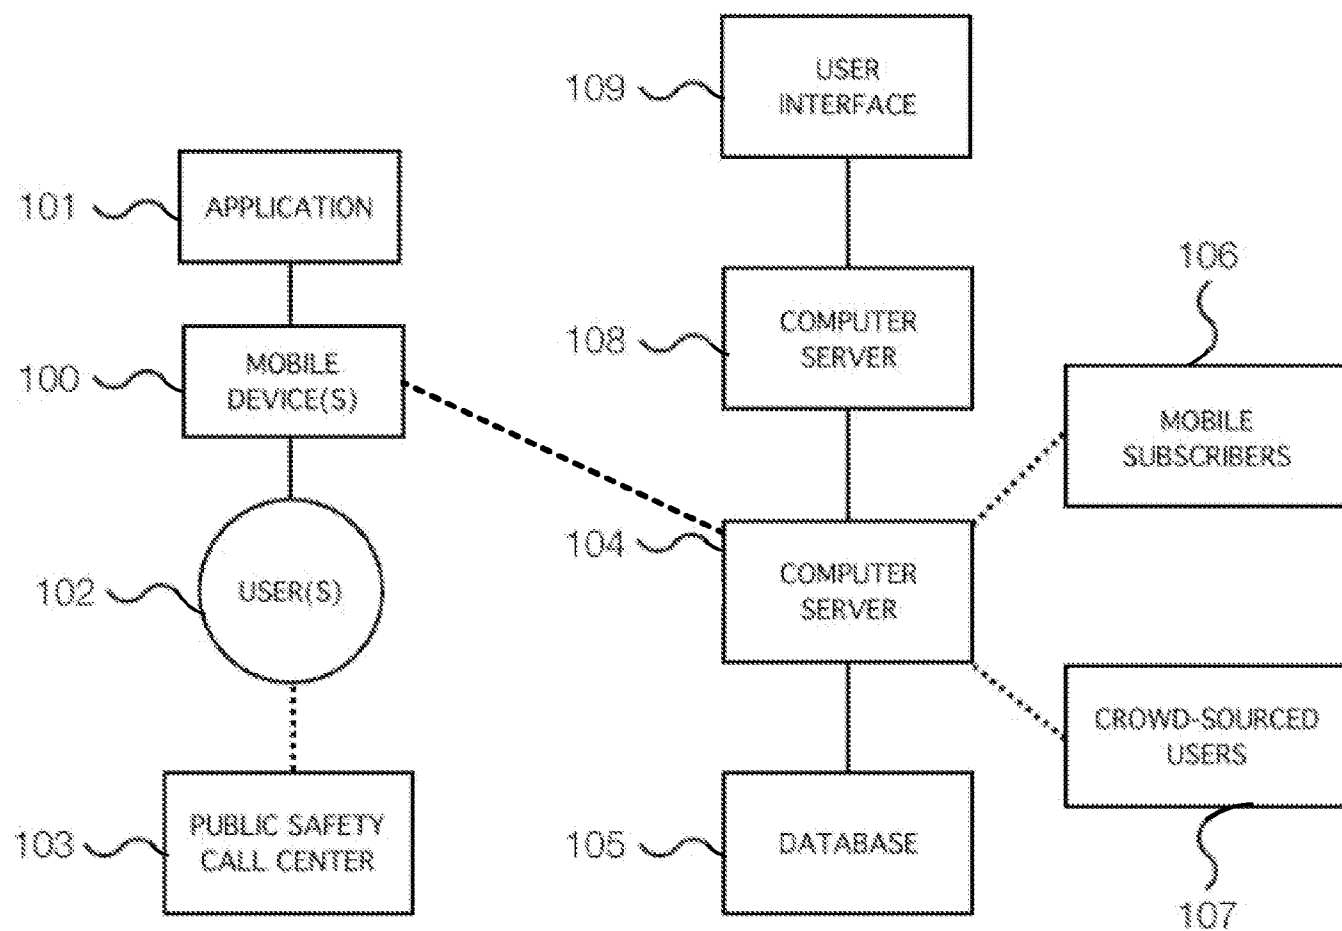 109
USER
INTERFACE
101
APPLICATION
106
108
COMPUTER
SERVER
100
MOBILE
DEVICE(S)
MOBILE
SUBSCRIBERS
104
COMPUTER
SERVER
102
USER(S)
CROWD-SOURCED
USERS
103
PUBLIC SAFETY
CALL CENTER
105
DATABASE
107